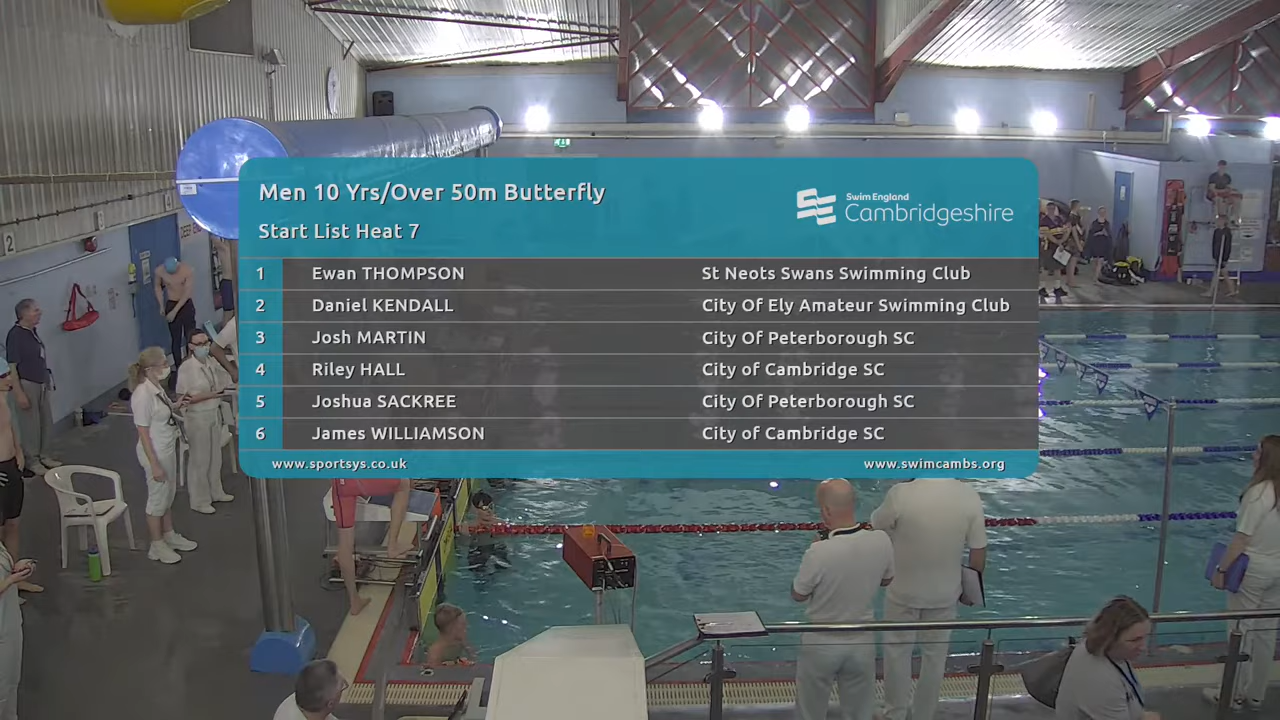 Men 10 Yrs/Over 50m Butterfly
Start List Heat 7
Swim England
Cambridgeshire
1 Ewan THOMPSON St Neots Swans Swimming Club
2 Daniel KENDALL City Of Ely Amateur Swimming Club
3 Josh MARTIN City Of Peterborough SC
4 Riley HALL City of Cambridge SC
5 Joshua SACKREE City Of Peterborough SC
6 James WILLIAMSON City of Cambridge SC
www.sportsys.co.uk www.swimcambs.org
2